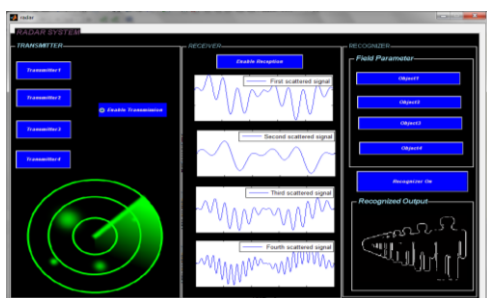 radar
RADAR SYSTEM
TRANSMITTER
Transmitter1
Transmitter2
Enable Transmission
Transmitter3
Transmitter4
RECEIVER
Enable Reception
First scattered signal
Second scattered signal
Third scattered signal
Fourth scattered signal
RECOGNIZER
Field Parameter
Object1
Object2
Object3
Object4
Recognizer On
Recognized Output